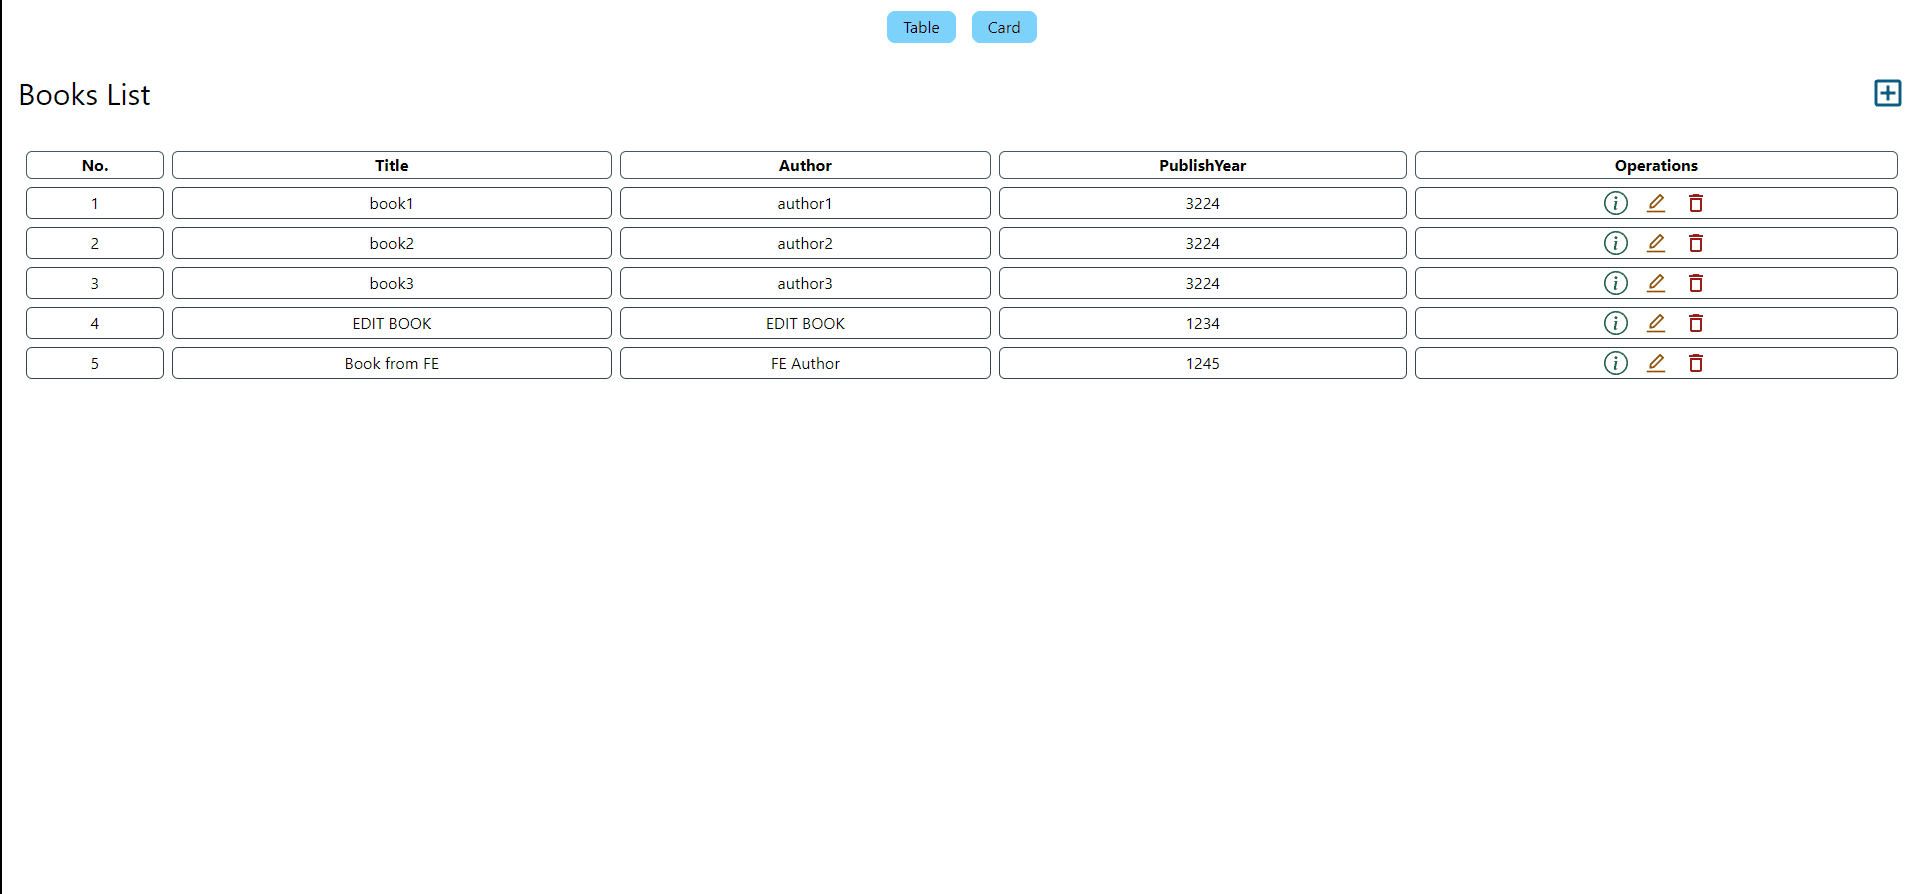 Table Card
Books List
No. Title Author PublishYear Operations
1 book1 author1 3224
2 book2 author2 3224
3 book3 author3 3224
4 EDIT BOOK EDIT BOOK 1234
5 Book from FE FE Author 1245